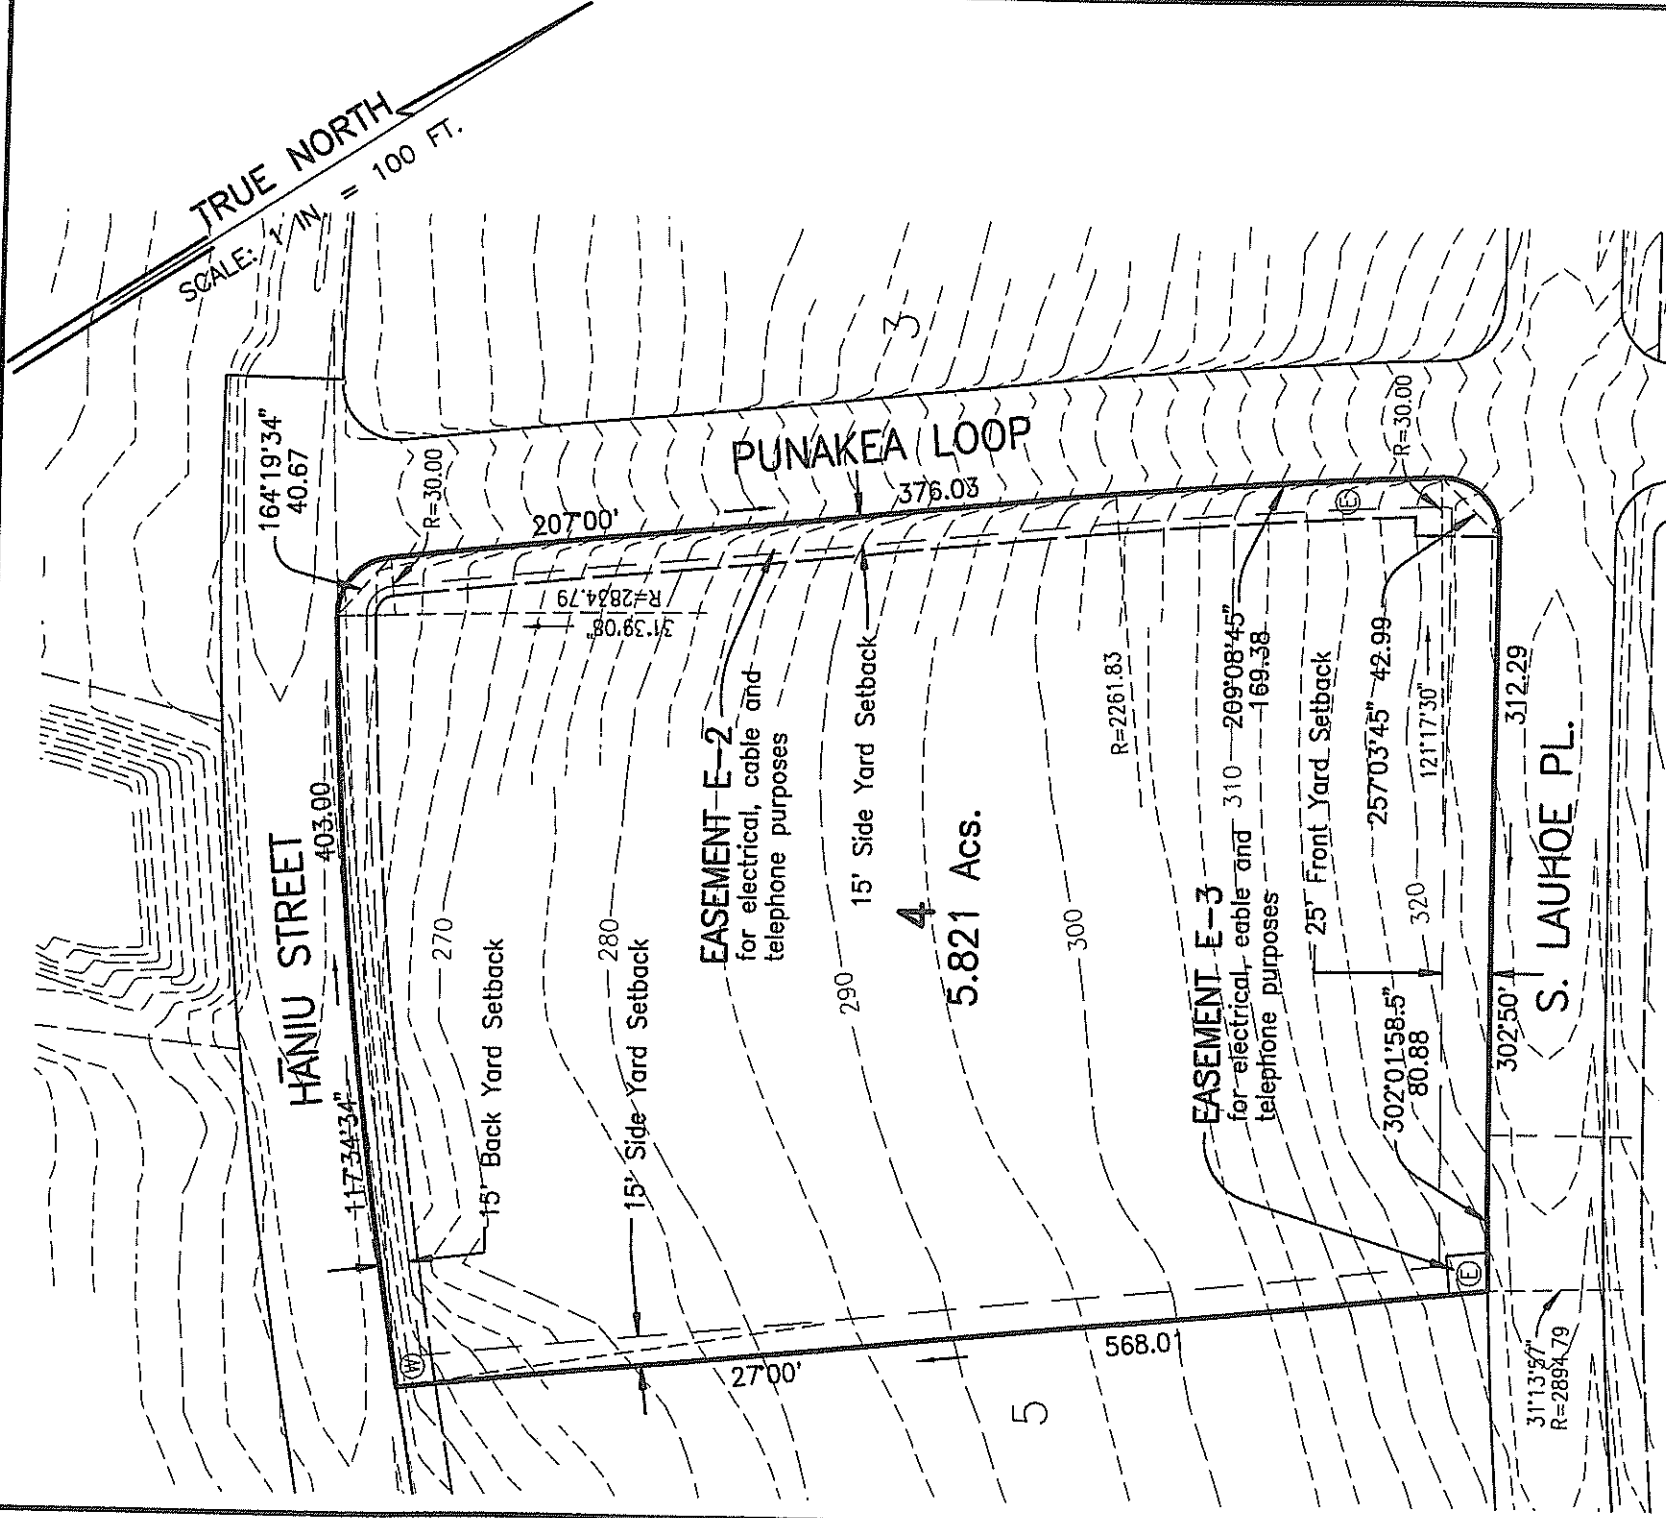 TRUE NORTH
SCALE: 1 IN. = 100 FT.
164°19'34"
40.67
R=30.00
HĀNIU STREET
403.00
117°34'34"
207°00'
PUNAKEA LOOP
376.03
3
R=30.00
31°39'08"
R=2834.79
EASEMENT E-2
for electrical, cable and
telephone purposes
15' Side Yard Setback
R=2261.83
209°08'45"
169.38
25' Front Yard Setback
257°03'45" 42.99
121°17'30"
312.29
S. LAUHOE PL.
302°50'
302°01'58.5"
80.88
EASEMENT E-3
for electrical, cable and
telephone purposes
310
320
300
290
280
270
4
5.821 Acs.
15' Back Yard Setback
15' Side Yard Setback
W
E
E
27°00'
568.01
5
31°13'57"
R=2894.79